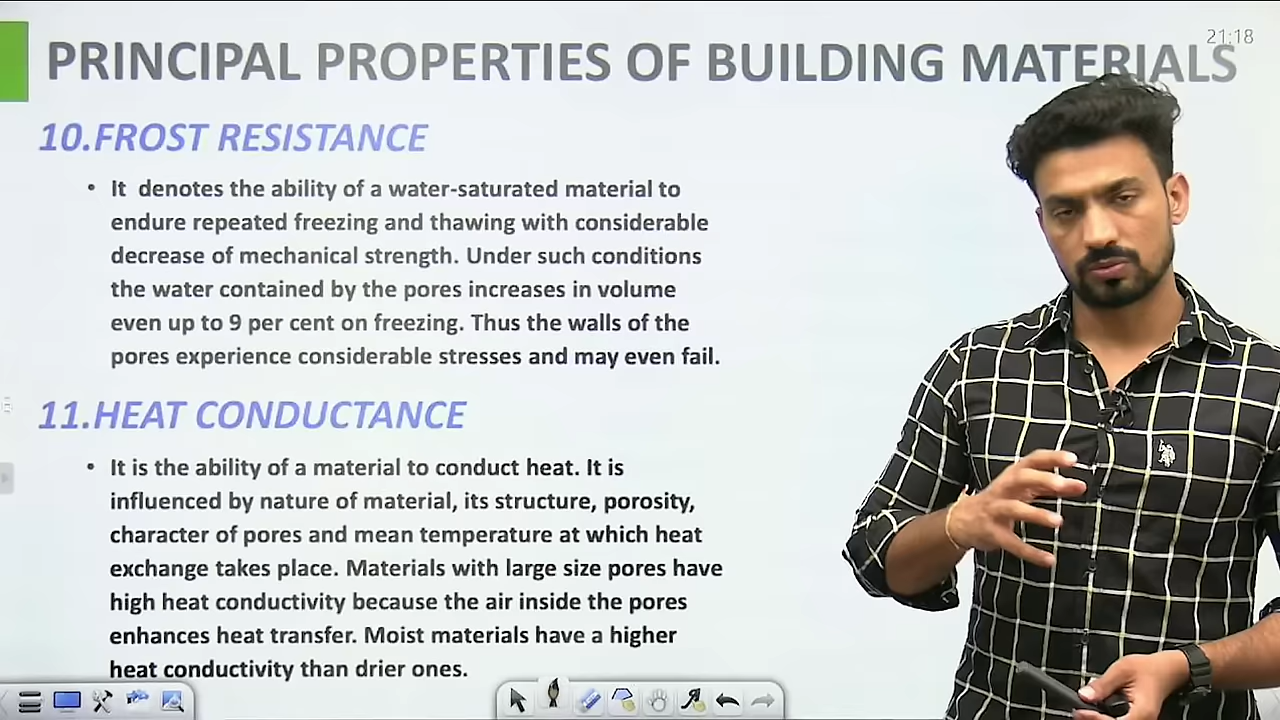 21:18
PRINCIPAL PROPERTIES OF BUILDING MATERIALS
10.FROST RESISTANCE
• It denotes the ability of a water-saturated material to
endure repeated freezing and thawing with considerable
decrease of mechanical strength. Under such conditions
the water contained by the pores increases in volume
even up to 9 per cent on freezing. Thus the walls of the
pores experience considerable stresses and may even fail.
11.HEAT CONDUCTANCE
• It is the ability of a material to conduct heat. It is
influenced by nature of material, its structure, porosity,
character of pores and mean temperature at which heat
exchange takes place. Materials with large size pores have
high heat conductivity because the air inside the pores
enhances heat transfer. Moist materials have a higher
heat conductivity than drier ones.